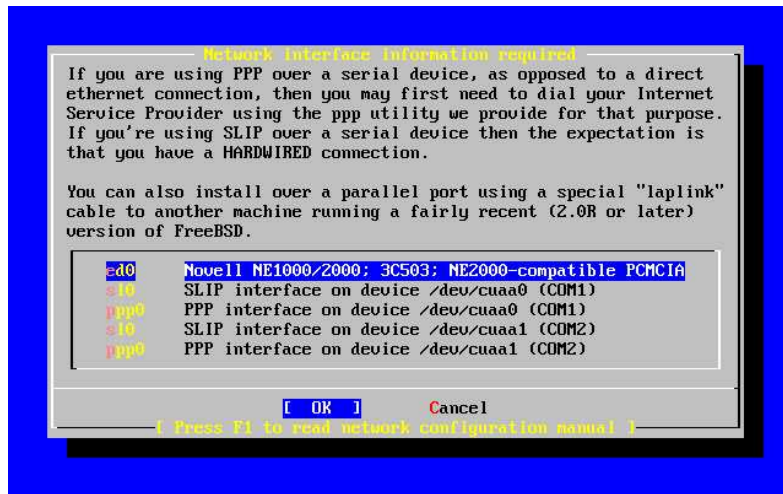 Network interface information required
If you are using PPP over a serial device, as opposed to a direct
ethernet connection, then you may first need to dial your Internet
Service Provider using the ppp utility we provide for that purpose.
If you're using SLIP over a serial device then the expectation is
that you have a HARDWIRED connection.
You can also install over a parallel port using a special "laplink"
cable to another machine running a fairly recent (2.0R or later)
version of FreeBSD.
ed0 Novell NE1000/2000; 3C503; NE2000-compatible PCMCIA
sl0 SLIP interface on device /dev/cuaa0 (COM1)
ppp0 PPP interface on device /dev/cuaa0 (COM1)
sl0 SLIP interface on device /dev/cuaa1 (COM2)
ppp0 PPP interface on device /dev/cuaa1 (COM2)
[ OK ] Cancel
[ Press F1 to read network configuration manual ]